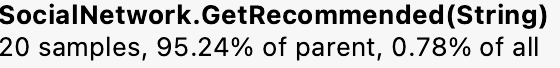 SocialNetwork.GetRecommended(String)
20 samples, 95.24% of parent, 0.78% of all